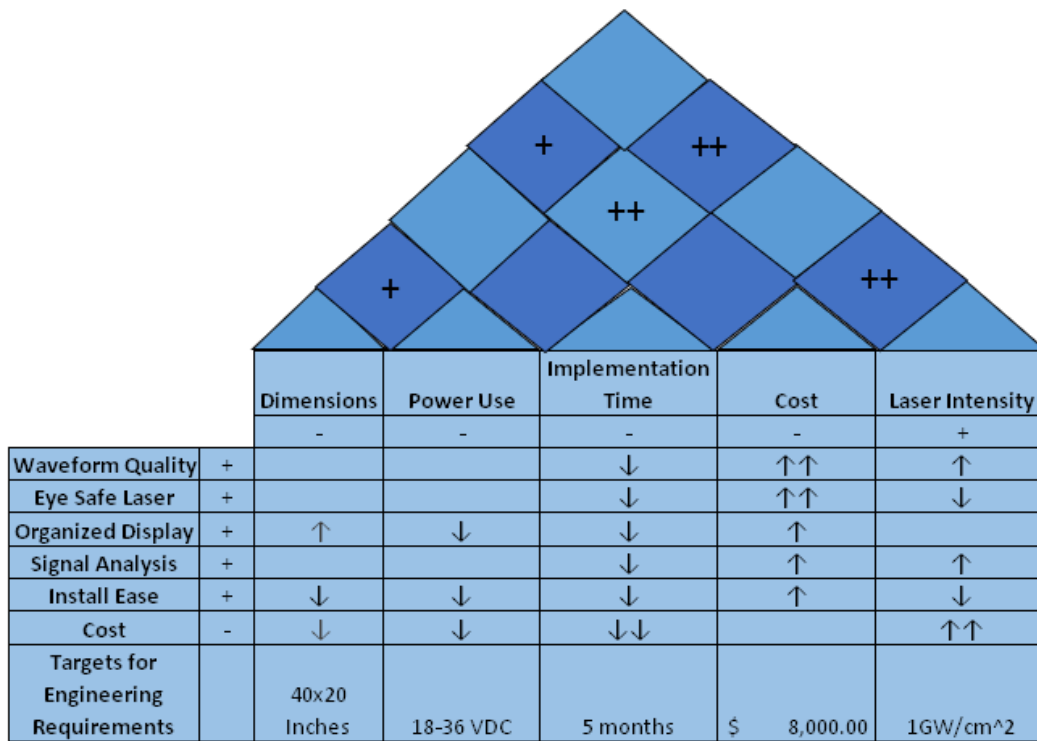 + ++
++
+ ++
Implementation
Dimensions Power Use Time Cost Laser Intensity
- - - - +
Waveform Quality + ↓ ↑↑ ↑
Eye Safe Laser + ↓ ↑↑ ↓
Organized Display + ↑ ↓ ↓ ↑
Signal Analysis + ↓ ↑ ↑
Install Ease + ↓ ↓ ↓ ↑ ↓
Cost - ↓ ↓ ↓↓ ↑↑
Targets for
Engineering 40x20
Requirements Inches 18-36 VDC 5 months $ 8,000.00 1GW/cm^2